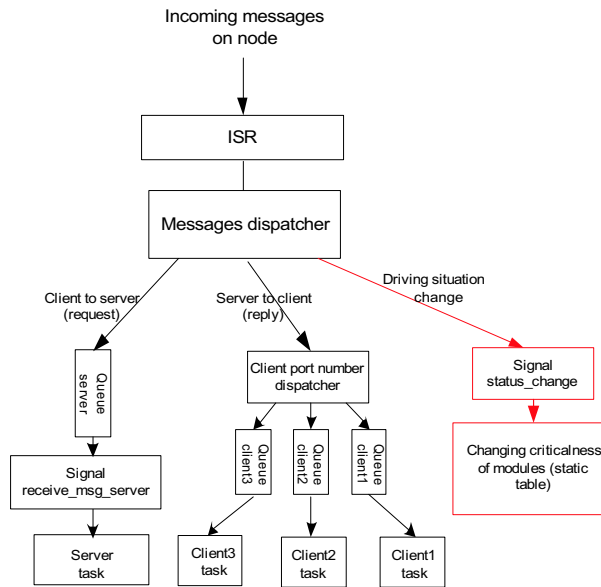 Incoming messages
on node
ISR
Messages dispatcher
Client to server
(request)
Server to client
(reply)
Driving situation
change
Queue
server
Client port number
dispatcher
Signal
status_change
Queue
client3
Queue
client2
Queue
client1
Changing criticalness
of modules (static
table)
Signal
receive_msg_server
Server
task
Client3
task
Client2
task
Client1
task